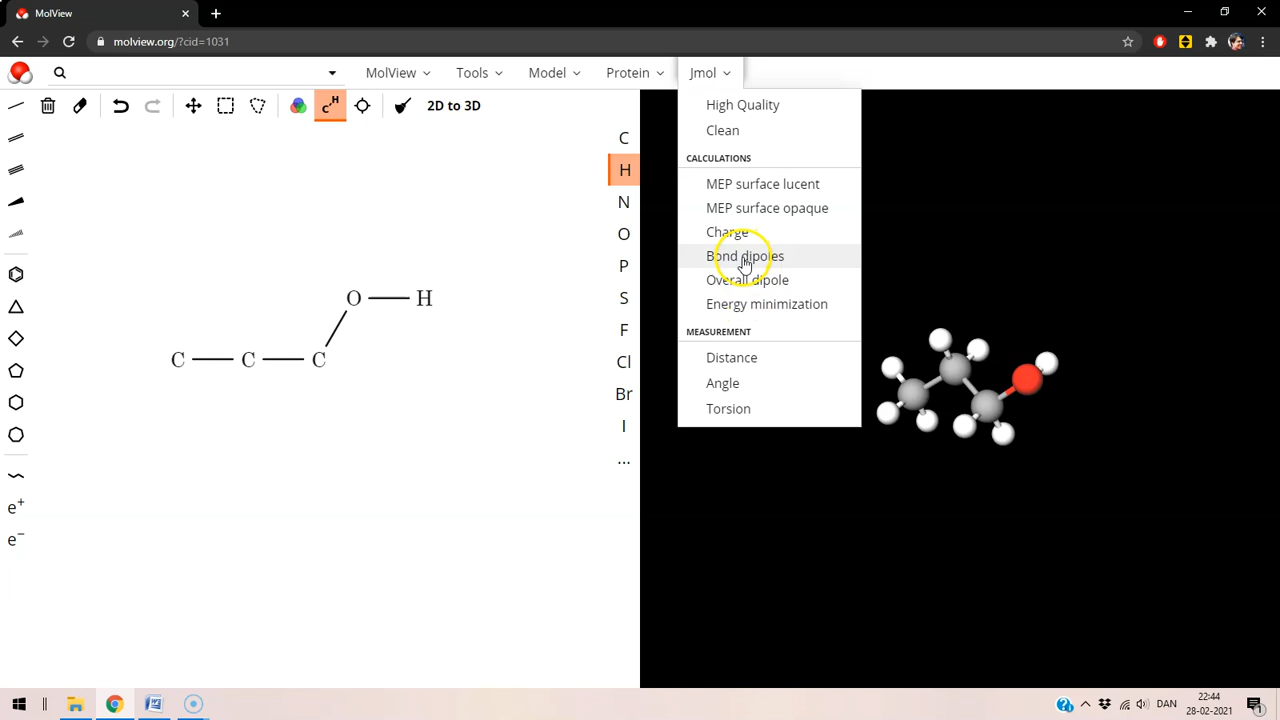 MolView
molview.org/?cid=1031
MolView Tools Model Protein Jmol
2D to 3D
High Quality
Clean
CALCULATIONS
MEP surface lucent
MEP surface opaque
Charge
Bond dipoles
Overall dipole
Energy minimization
MEASUREMENT
Distance
Angle
Torsion
C
H
N
O
P
S
F
Cl
Br
I
...
O H
C C C
e+
e−
c H
DAN
22:44
28-02-2021
1